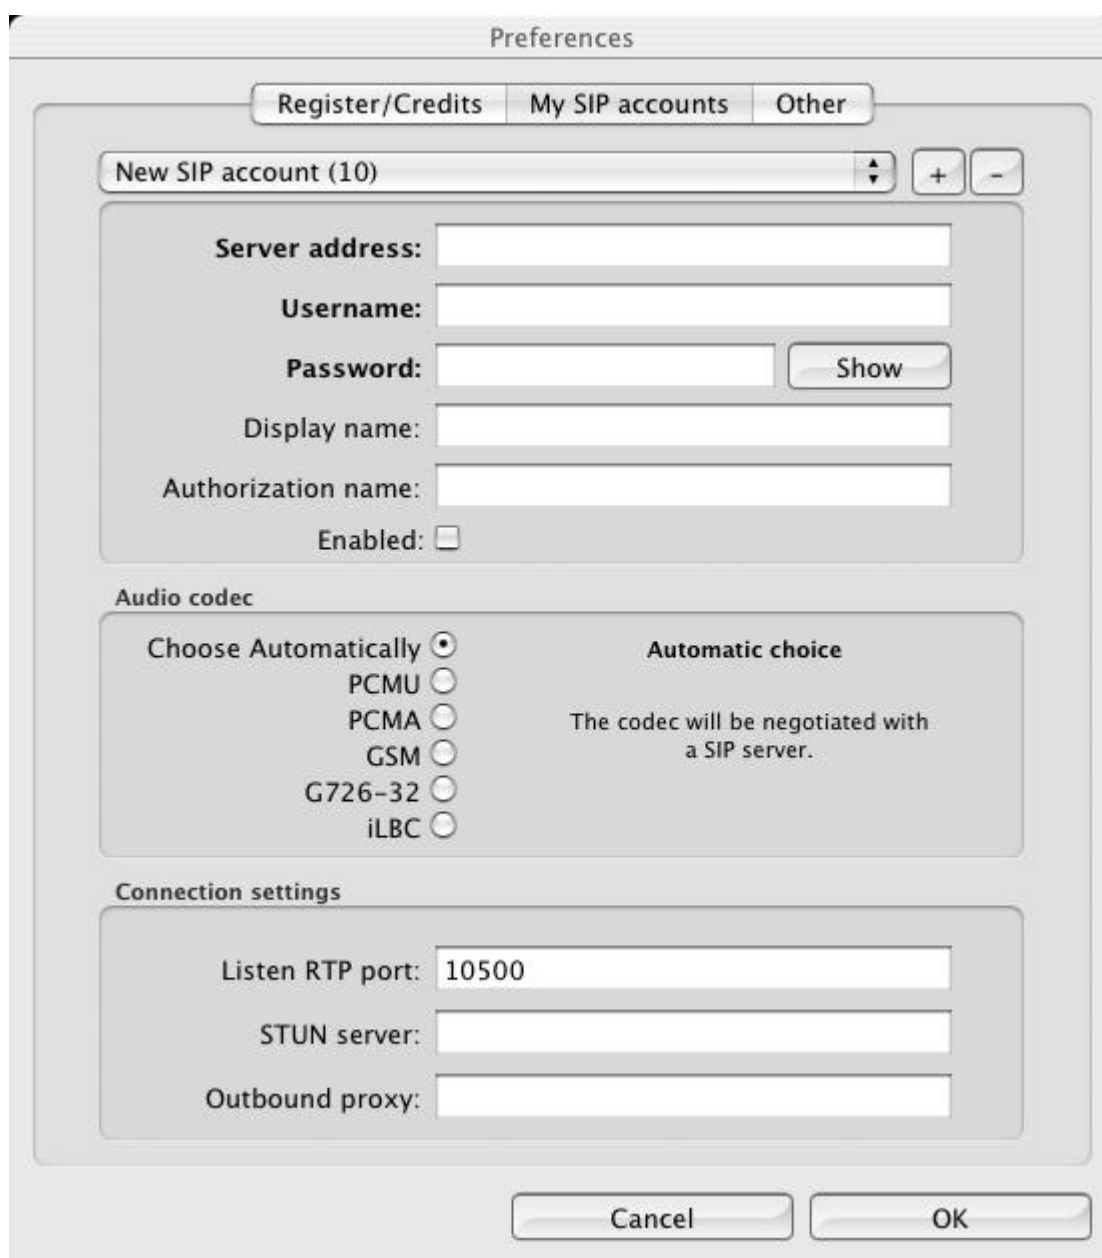 Preferences
Register/Credits My SIP accounts Other
New SIP account (10) + -
Server address:
Username:
Password: Show
Display name:
Authorization name:
Enabled:
Audio codec
Choose Automatically
PCMU
PCMA
GSM
G726-32
iLBC
Automatic choice
The codec will be negotiated with
a SIP server.
Connection settings
Listen RTP port: 10500
STUN server:
Outbound proxy:
Cancel OK